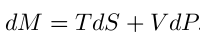 dM = TdS + VdP.